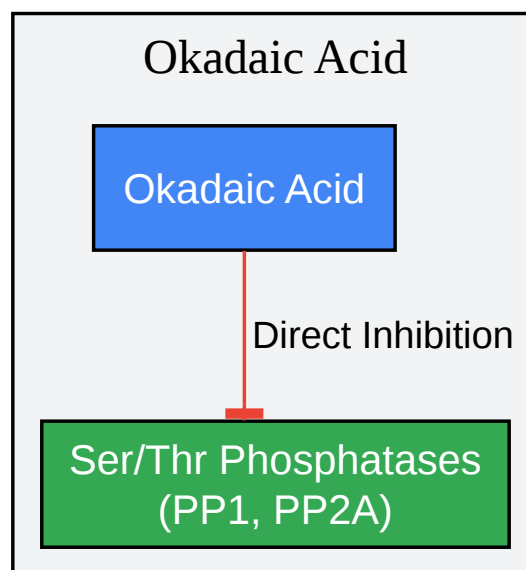 Okadaic Acid
Okadaic Acid
Direct Inhibition
Ser/Thr Phosphatases
(PP1, PP2A)